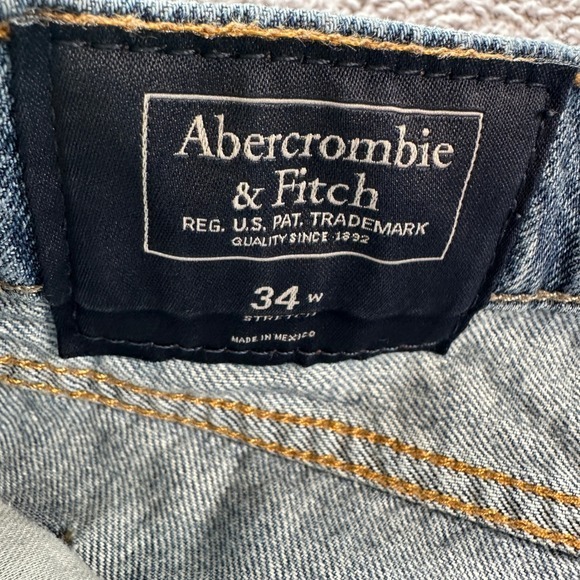 Abercrombie
& Fitch
REG. U.S. PAT. TRADEMARK
QUALITY SINCE 1892
34 W
STRETCH
MADE IN MEXICO